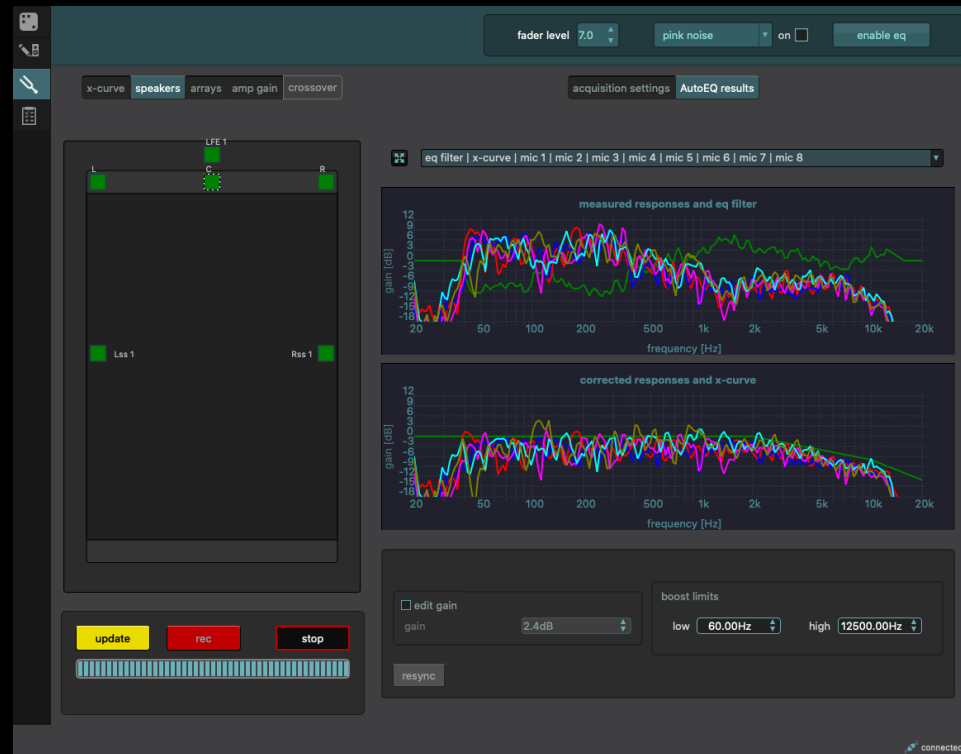 fader level 7.0 pink noise on enable eq
x-curve speakers arrays amp gain crossover acquisition settings AutoEQ results
LFE 1
L C R
Lss 1 Rss 1
eq filter | x-curve | mic 1 | mic 2 | mic 3 | mic 4 | mic 5 | mic 6 | mic 7 | mic 8
measured responses and eq filter
12
9
6
3
0
-3
-6
-9
-12
-15
-18
gain [dB]
20 50 100 200 500 1k 2k 5k 10k 20k
frequency [Hz]
corrected responses and x-curve
12
9
6
3
0
-3
-6
-9
-12
-15
-18
gain [dB]
20 50 100 200 500 1k 2k 5k 10k 20k
frequency [Hz]
edit gain
gain 2.4dB
boost limits
low 60.00Hz high 12500.00Hz
resync
update rec stop
connected